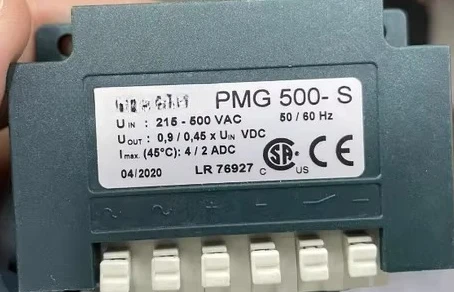 PMG 500- S
U IN : 215 - 500 VAC 50 / 60 Hz
U OUT : 0,9 / 0,45 x U IN VDC
I max. (45°C): 4 / 2 ADC
04/2020 LR 76927
C SA ® US
~ ~ + - + -